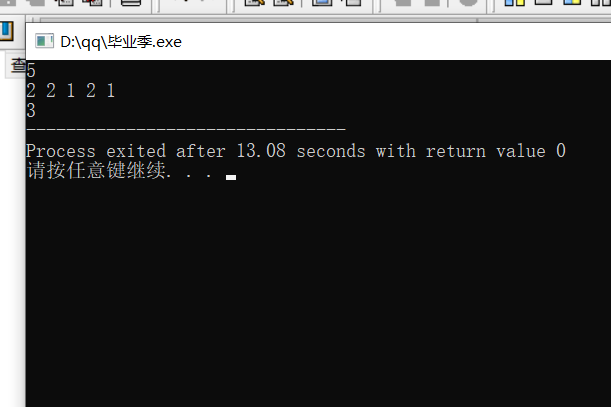 D:\qq\毕业季.exe
查
5
2 2 1 2 1
3
--------------------------------
Process exited after 13.08 seconds with return value 0
请按任意键继续. . .